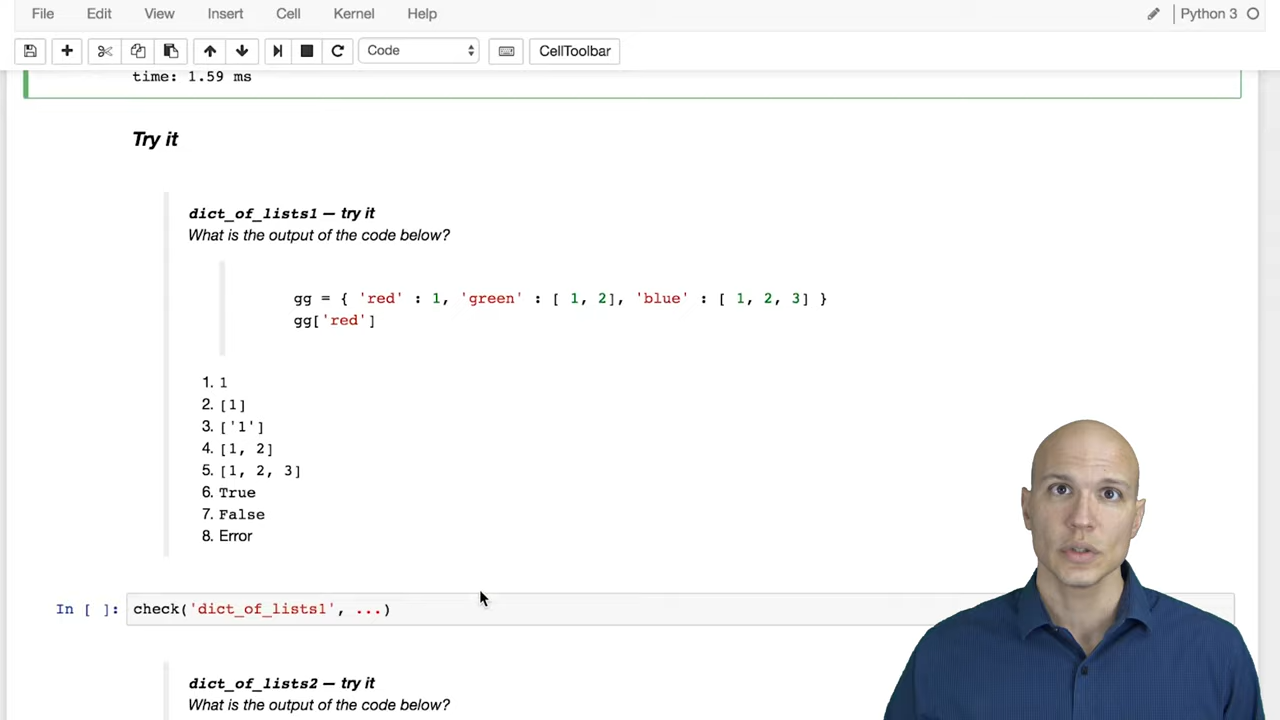 File Edit View Insert Cell Kernel Help Python 3
Code CellToolbar
time: 1.59 ms
Try it
dict_of_lists1 — try it
What is the output of the code below?
gg = { 'red' : 1, 'green' : [ 1, 2], 'blue' : [ 1, 2, 3] }
gg['red']
1. 1
2. [1]
3. ['1']
4. [1, 2]
5. [1, 2, 3]
6. True
7. False
8. Error
In [ ]: check('dict_of_lists1', ...)
dict_of_lists2 — try it
What is the output of the code below?